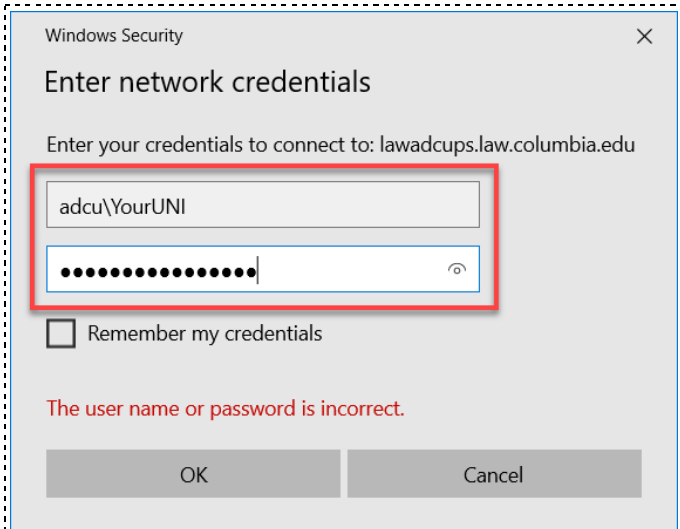 Windows Security
Enter network credentials
Enter your credentials to connect to: lawadcups.law.columbia.edu
adcu\YourUNI
●●●●●●●●●●●●●●●●
Remember my credentials
The user name or password is incorrect.
OK
Cancel